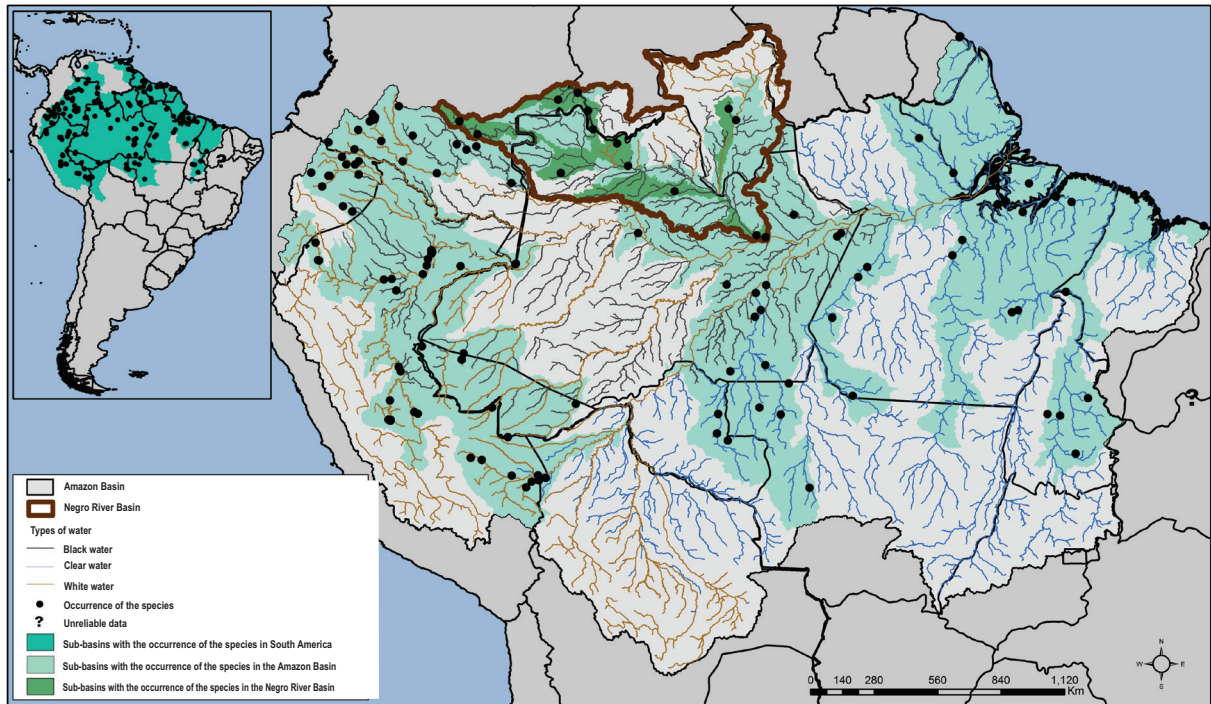 ?
N
W
E
S
0
140
280
560
840
1,120
Km
Amazon Basin
Negro River Basin
Types of water
Black water
Clear water
White water
Occurrence of the species
? Unreliable data
Sub-basins with the occurrence of the species in South America
Sub-basins with the occurrence of the species in the Amazon Basin
Sub-basins with the occurrence of the species in the Negro River Basin